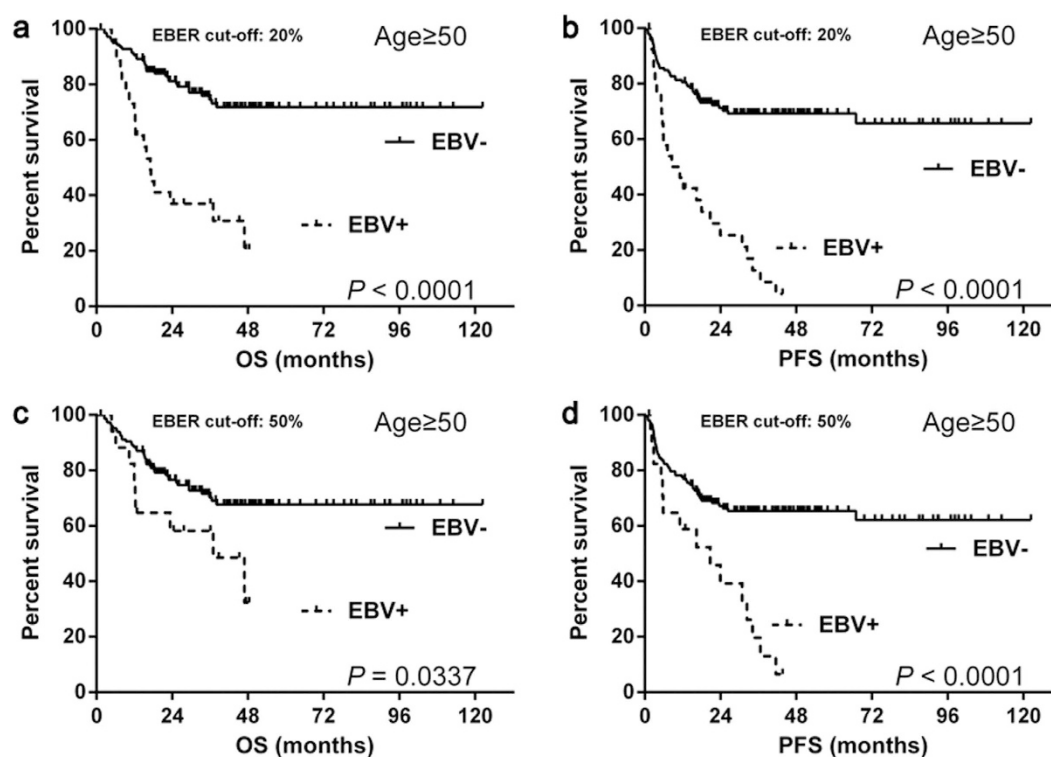 a
EBER cut-off: 20%
Age≥50
Percent survival
100
80
60
40
20
0
EBV-
EBV+
P < 0.0001
0 24 48 72 96 120
OS (months)
b
EBER cut-off: 20%
Age≥50
Percent survival
100
80
60
40
20
0
EBV-
EBV+
P < 0.0001
0 24 48 72 96 120
PFS (months)
c
EBER cut-off: 50%
Age≥50
Percent survival
100
80
60
40
20
0
EBV-
EBV+
P = 0.0337
0 24 48 72 96 120
OS (months)
d
EBER cut-off: 50%
Age≥50
Percent survival
100
80
60
40
20
0
EBV-
EBV+
P < 0.0001
0 24 48 72 96 120
PFS (months)